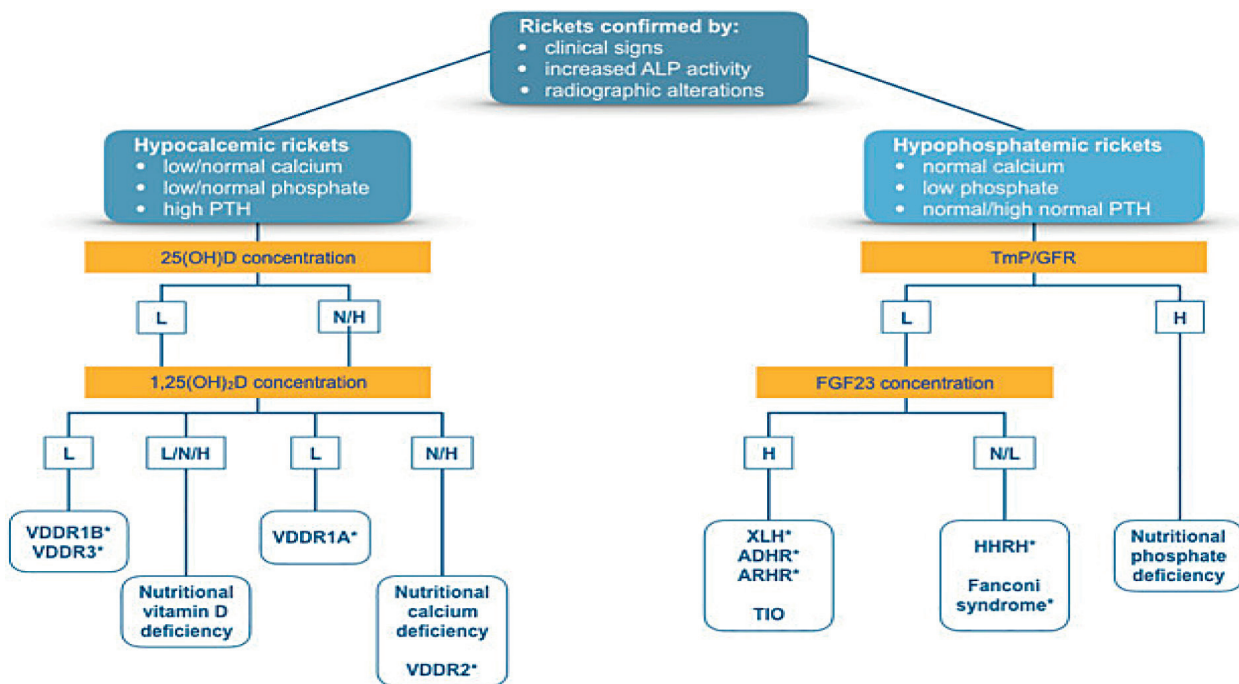 Rickets confirmed by:
• clinical signs
• increased ALP activity
• radiographic alterations
Hypocalcemic rickets
• low/normal calcium
• low/normal phosphate
• high PTH
Hypophosphatemic rickets
• normal calcium
• low phosphate
• normal/high normal PTH
25(OH)D concentration
TmP/GFR
L
N/H
L
H
1,25(OH)₂D concentration
FGF23 concentration
L
L/N/H
L
N/H
H
N/L
VDDR1B*
VDDR3*
VDDR1A*
XLH*
ADHR*
ARHR*
TIO
HHRH*
Fanconi
syndrome*
Nutritional
phosphate
deficiency
Nutritional
vitamin D
deficiency
Nutritional
calcium
deficiency
VDDR2*